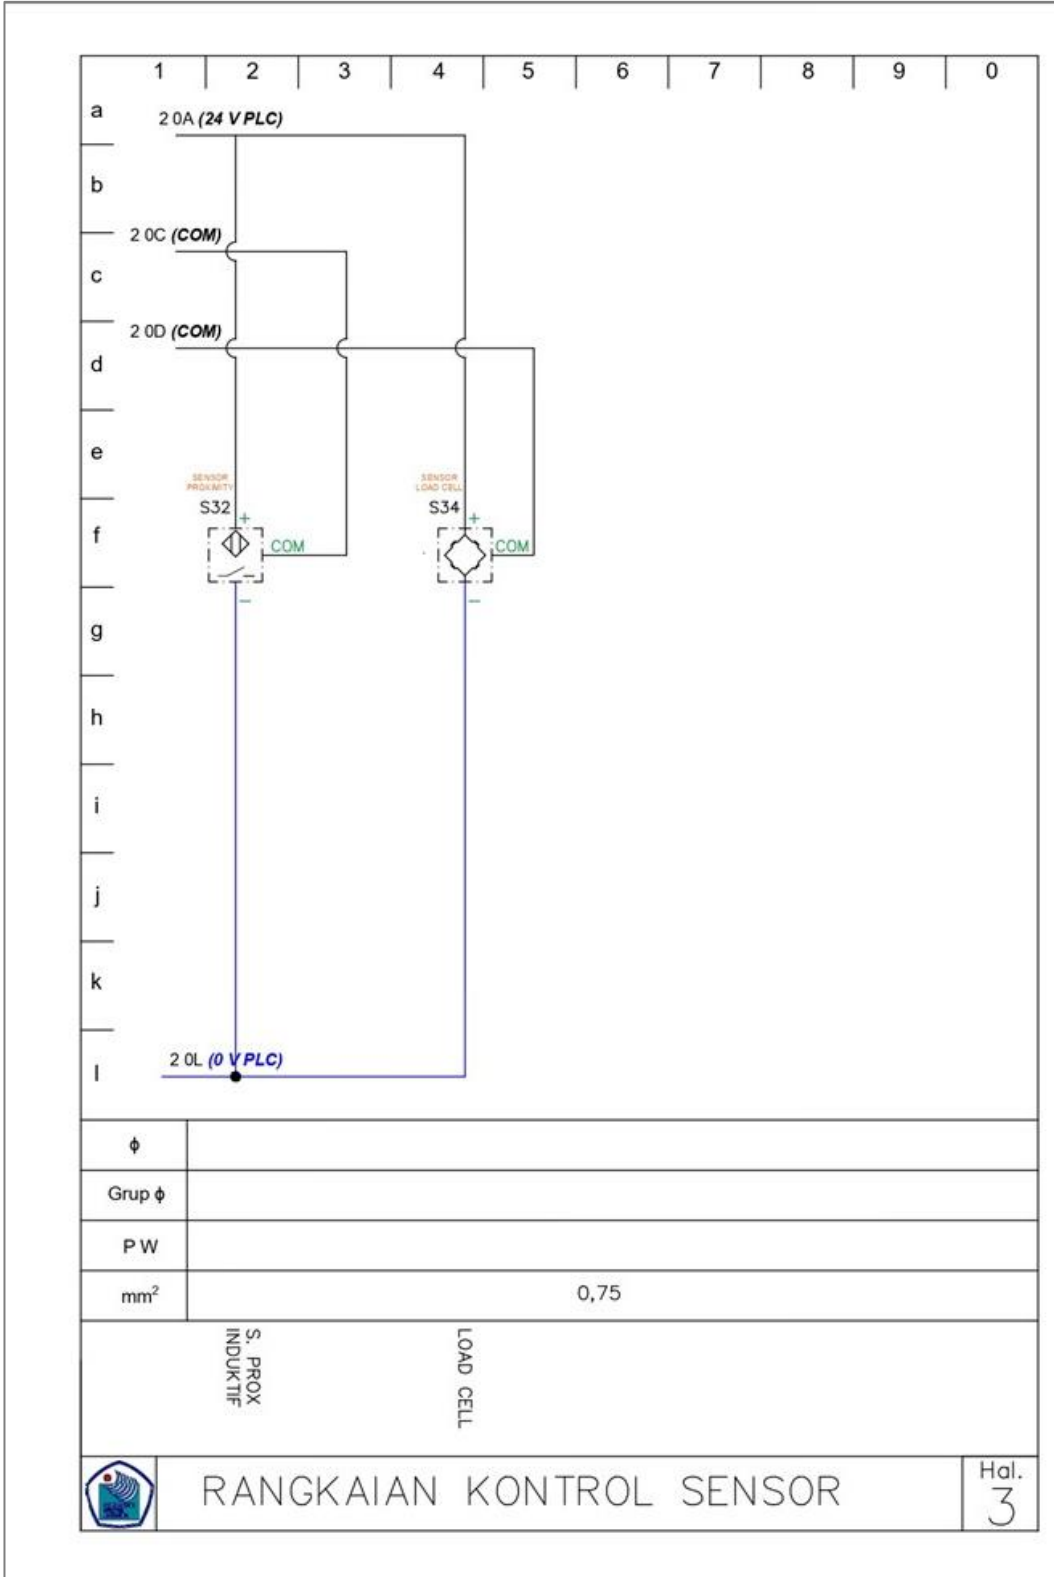 1 2 3 4 5 6 7 8 9 0
a
2 0A (24 V PLC)
b
2 0C (COM)
c
2 0D (COM)
d
e
SENSOR
PROXIMITY
S32
+
COM
−
SENSOR
LOAD CELL
S34
+
COM
−
f
g
h
i
j
k
2 0L (0 V PLC)
l
ϕ
Grup ϕ
P W
mm²
0,75
S. PROX
INDUKTIF
LOAD CELL
RANGKAIAN KONTROL SENSOR
Hal.
3